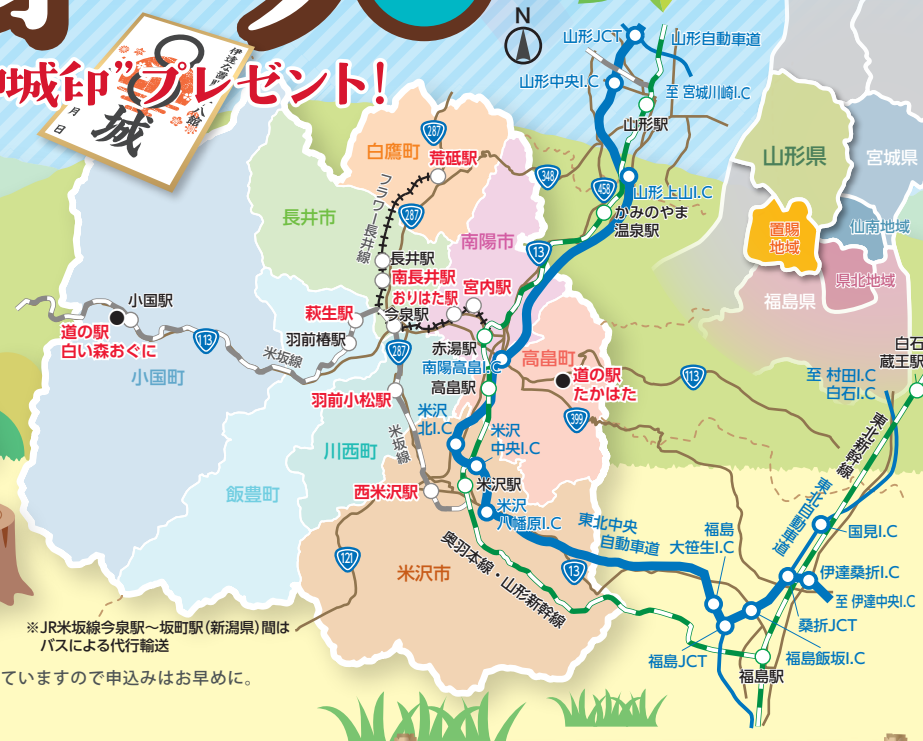 城印”プレゼント!
城
月
日
N
山形JCT
山形自動車道
山形中央I.C
至 宮城川崎I.C
山形駅
山形県
宮城県
置賜
地域
仙南地域
県北地域
福島県
287
白鷹町
荒砥駅
348
458
山形上山I.C
かみのやま
温泉駅
フラワー長井線
287
長井市
南陽市
13
長井駅
南長井駅
おりはた駅
宮内駅
小国駅
萩生駅
今泉駅
道の駅
白い森おぐに
113
羽前椿駅
米坂線
287
赤湯駅
南陽高畠I.C
高畠町
小国町
高畠駅
道の駅
たかはた
113
399
白石
蔵王駅
至 村田I.C
白石I.C
羽前小松駅
米沢
北I.C
米沢
中央I.C
米坂線
川西町
東北新幹線
飯豊町
西米沢駅
米沢駅
米沢
八幡原I.C
東北中央
自動車道
福島
大笹生I.C
東北自動車道
国見I.C
121
米沢市
奥羽本線・山形新幹線
13
伊達桑折I.C
至 伊達中央I.C
桑折JCT
福島JCT
福島飯坂I.C
福島駅
※JR米坂線今泉駅〜坂町駅(新潟県)間は
バスによる代行輸送
ていますので申込みはお早めに。